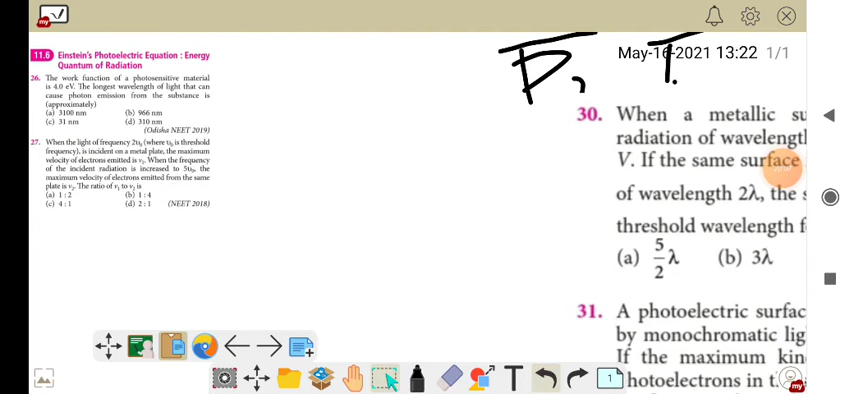 my
May-16-2021 13:22 1/1
P, T.
11.6 Einstein's Photoelectric Equation : Energy
Quantum of Radiation
26. The work function of a photosensitive material
is 4.0 eV. The longest wavelength of light that can
cause photon emission from the substance is
(approximately)
(a) 3100 nm (b) 966 nm
(c) 31 nm (d) 310 nm
(Odisha NEET 2019)
27. When the light of frequency 2υ₀ (where υ₀ is threshold
frequency), is incident on a metal plate, the maximum
velocity of electrons emitted is v₁. When the frequency
of the incident radiation is increased to 5υ₀, the
maximum velocity of electrons emitted from the same
plate is v₂. The ratio of v₁ to v₂ is
(a) 1 : 2 (b) 1 : 4
(c) 4 : 1 (d) 2 : 1 (NEET 2018)
30. When a metallic su
radiation of wavelengtl
V. If the same surface
of wavelength 2λ, the s
threshold wavelength f
(a) 5/2 λ (b) 3λ
31. A photoelectric surfac
by monochromatic lig
If the maximum kin
hotoelectrons in t
T
1
my